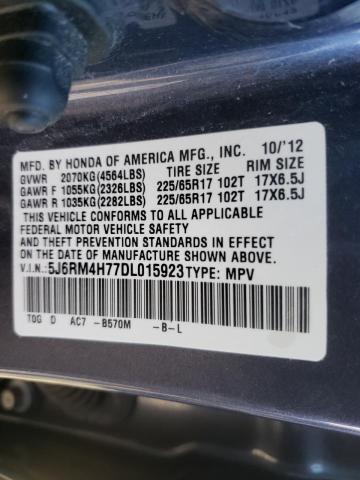 MFD. BY HONDA OF AMERICA MFG., INC. 10/'12
GVWR 2070KG(4564LBS) TIRE SIZE RIM SIZE
GAWR F 1055KG(2326LBS) 225/65R17 102T 17X6.5J
GAWR R 1035KG(2282LBS) 225/65R17 102T 17X6.5J
THIS VEHICLE CONFORMS TO ALL APPLICABLE
FEDERAL MOTOR VEHICLE SAFETY, BUMPER,
AND THEFT PREVENTION STANDARDS IN EFFECT ON
THE DATE OF MANUFACTURE SHOWN ABOVE.
V.I.N: 5J6RM4H77DL015923 TYPE: MPV
TOG D AC7 -B570M -B-L